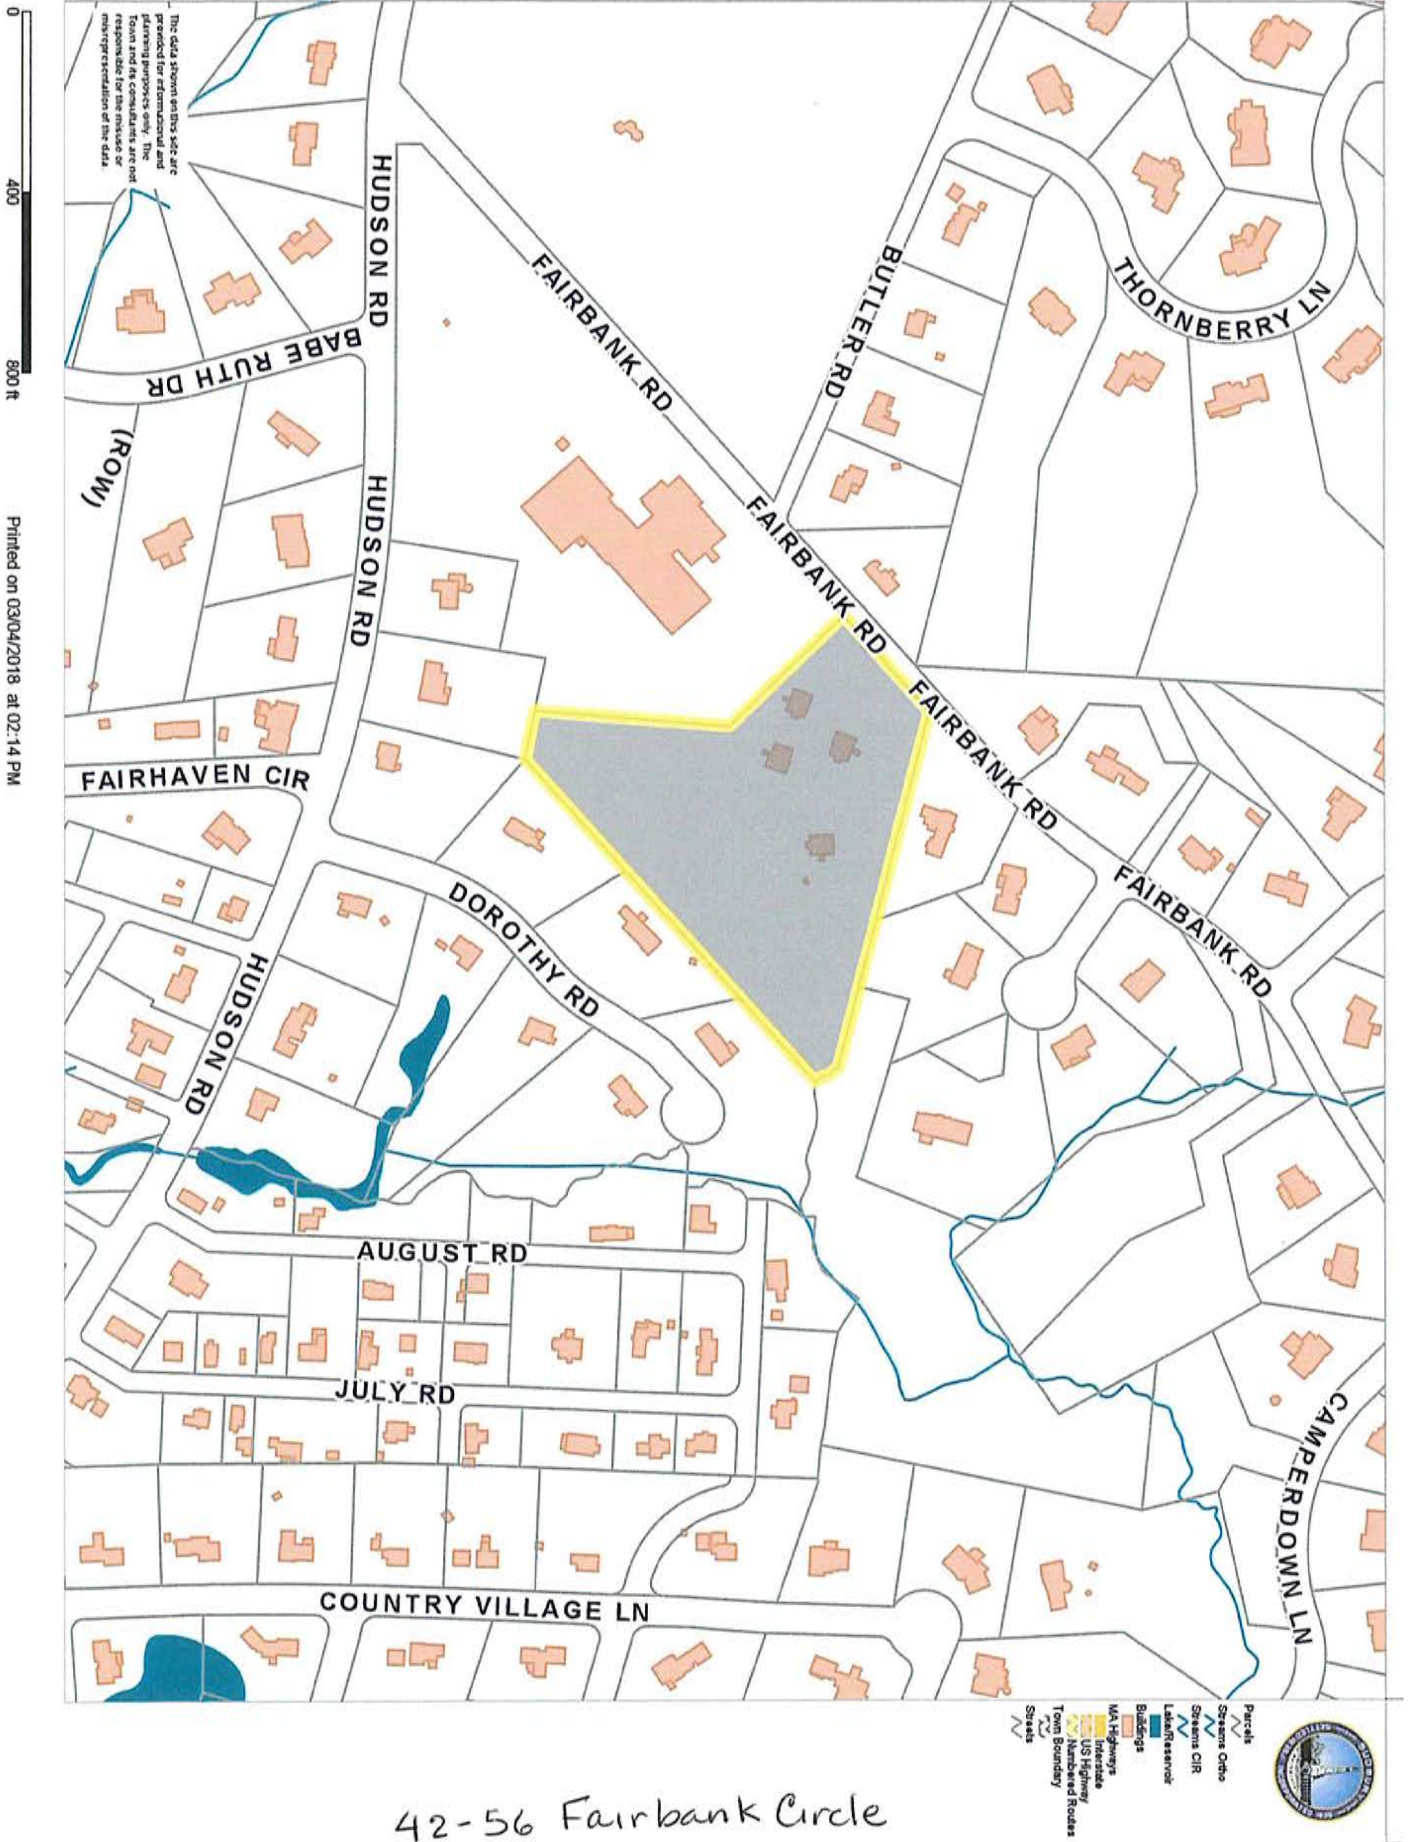 The data shown on this site are
provided for informational and
planning purposes only. The
Town and its consultants are not
responsible for the misuse or
misrepresentation of the data.
0 400 800 ft
Printed on 03/04/2018 at 02:14 PM
HUDSON RD
FAIRBANK RD
BUTLER RD
THORNBERRY LN
BABE RUTH DR
(ROW)
HUDSON RD
FAIRBANK RD
FAIRBANK RD
FAIRBANK RD
FAIRHAVEN CIR
DOROTHY RD
HUDSON RD
AUGUST RD
JULY RD
CAMPERDOWN LN
COUNTRY VILLAGE LN
Parcels
Streams Ortho
Streams CIR
Lake/Reservoir
Buildings
MA Highways
Interstate
US Highway
Numbered Routes
Town Boundary
Streets
42-56 Fairbank Circle